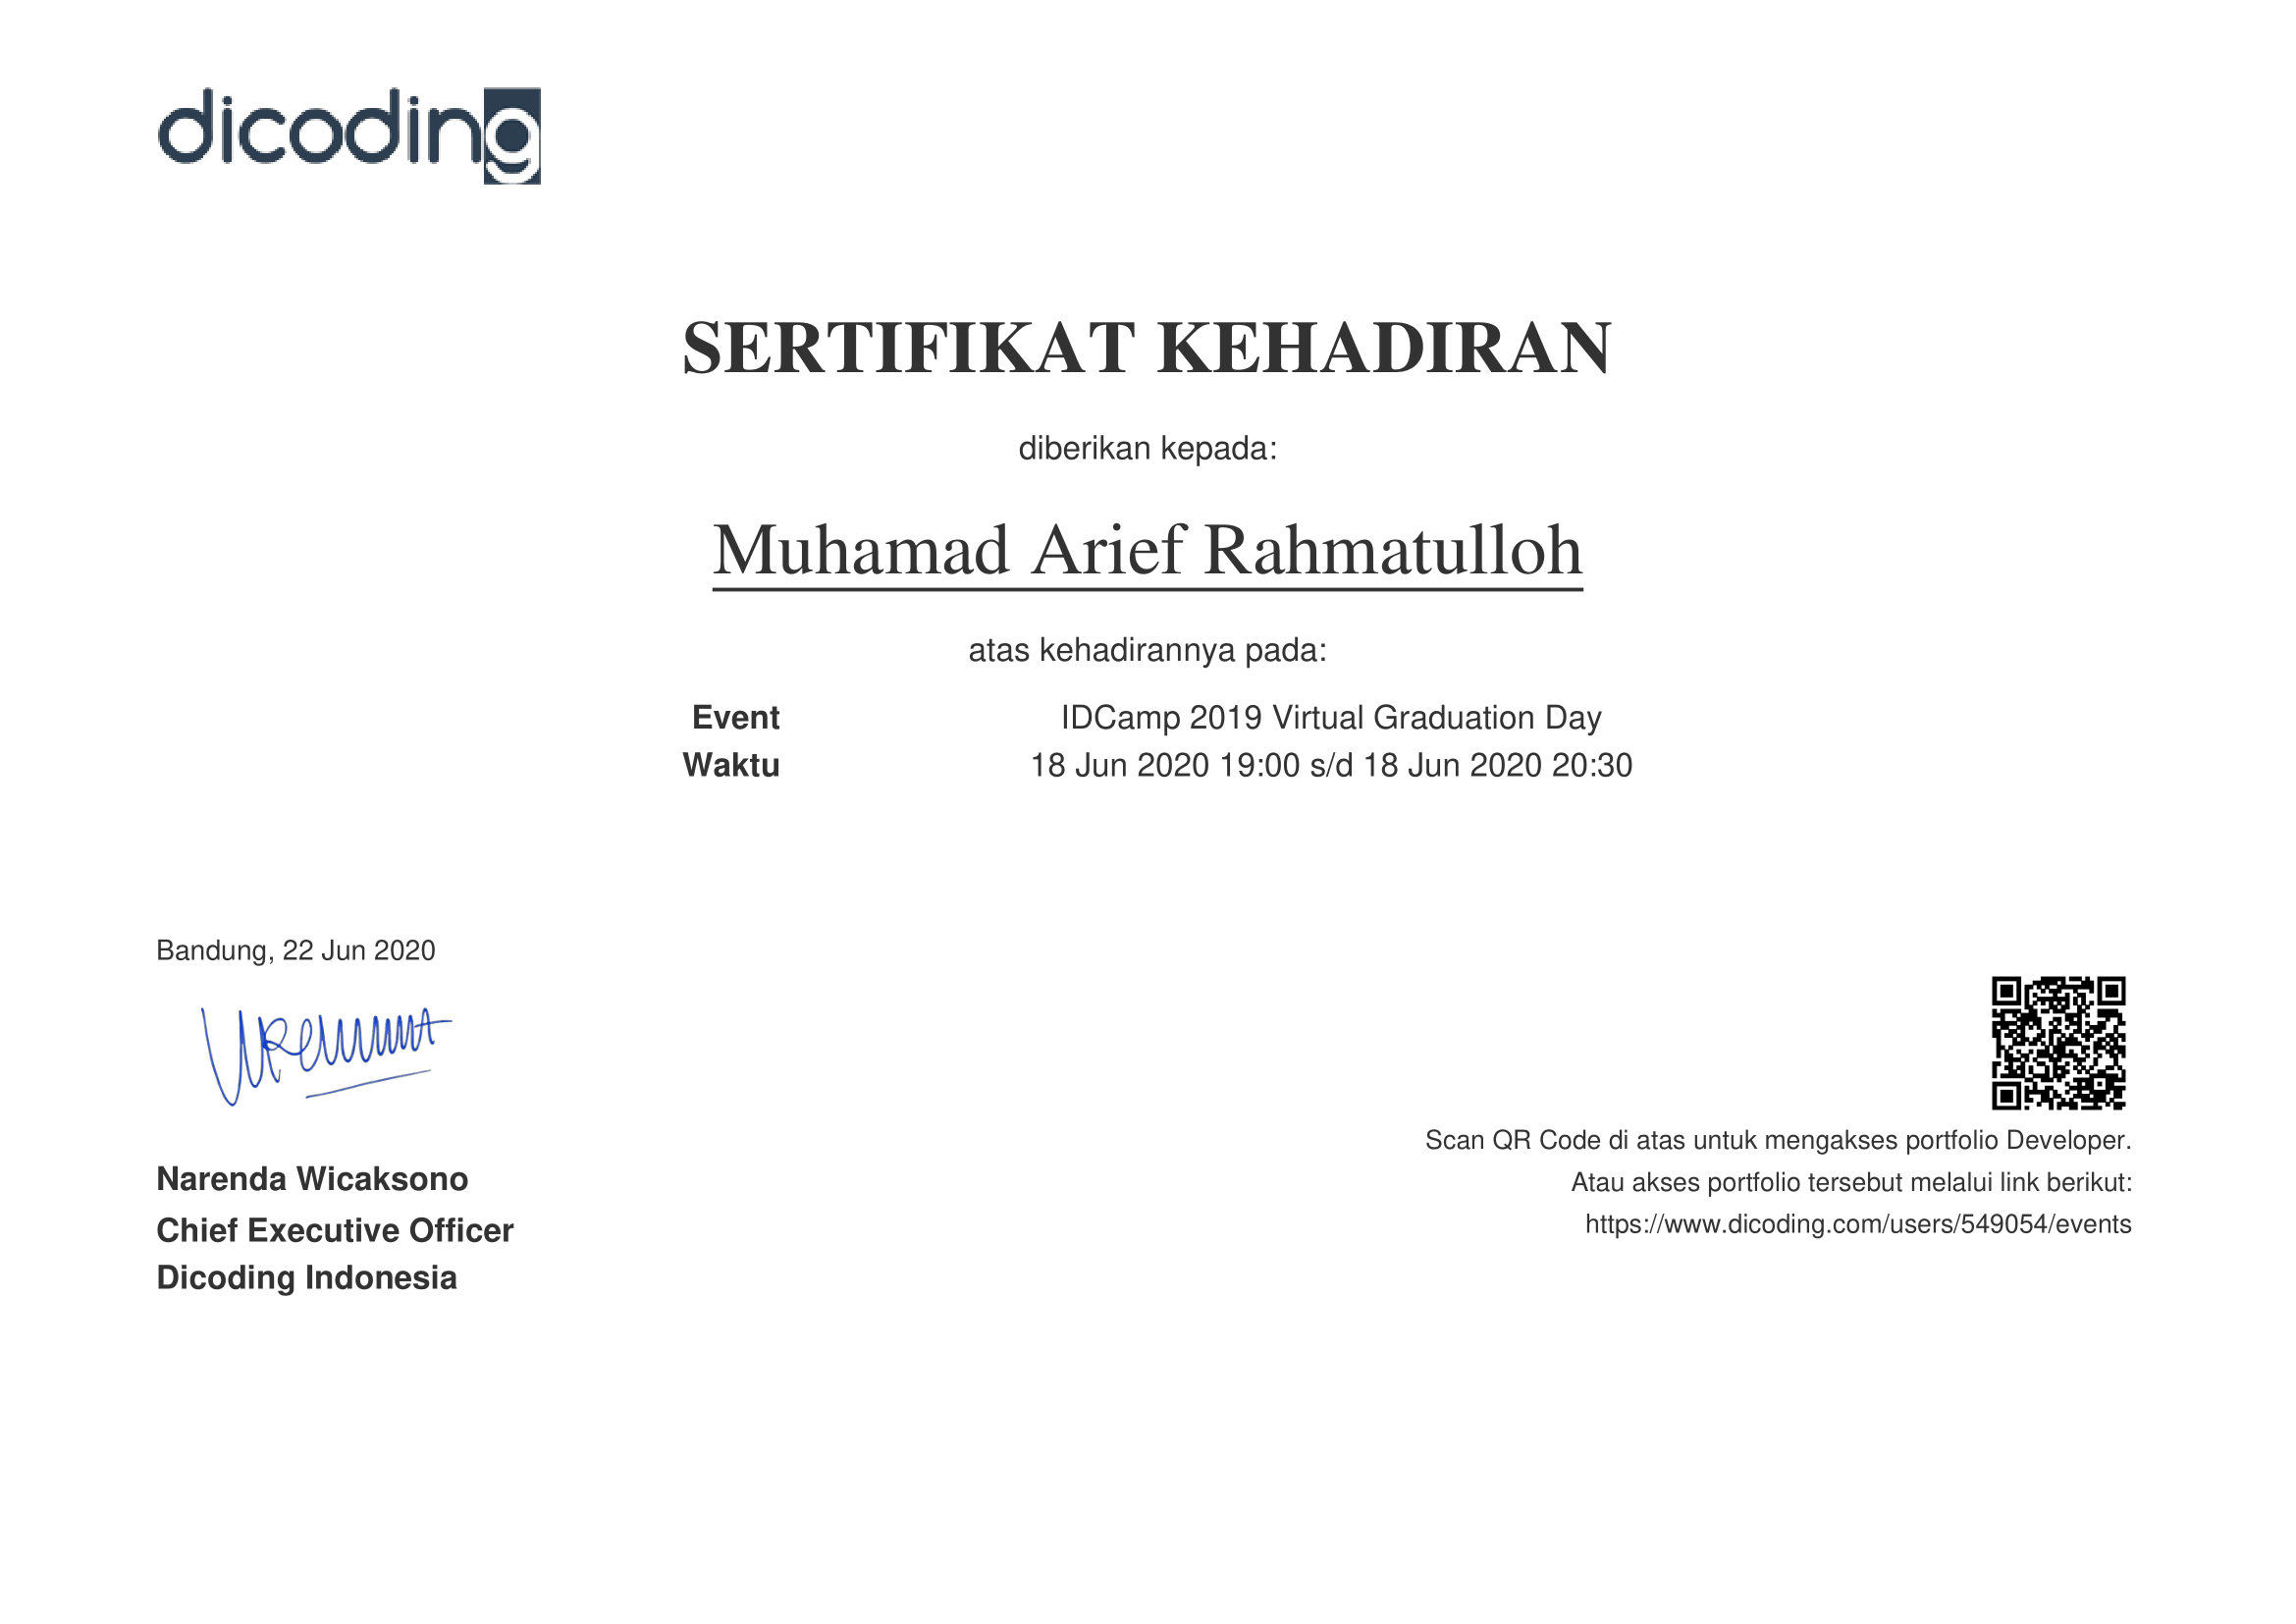 dicoding
SERTIFIKAT KEHADIRAN
diberikan kepada:
Muhamad Arief Rahmatulloh
atas kehadirannya pada:
Event IDCamp 2019 Virtual Graduation Day
Waktu 18 Jun 2020 19:00 s/d 18 Jun 2020 20:30
Bandung, 22 Jun 2020
Narenda Wicaksono
Chief Executive Officer
Dicoding Indonesia
Scan QR Code di atas untuk mengakses portfolio Developer.
Atau akses portfolio tersebut melalui link berikut:
https://www.dicoding.com/users/549054/events